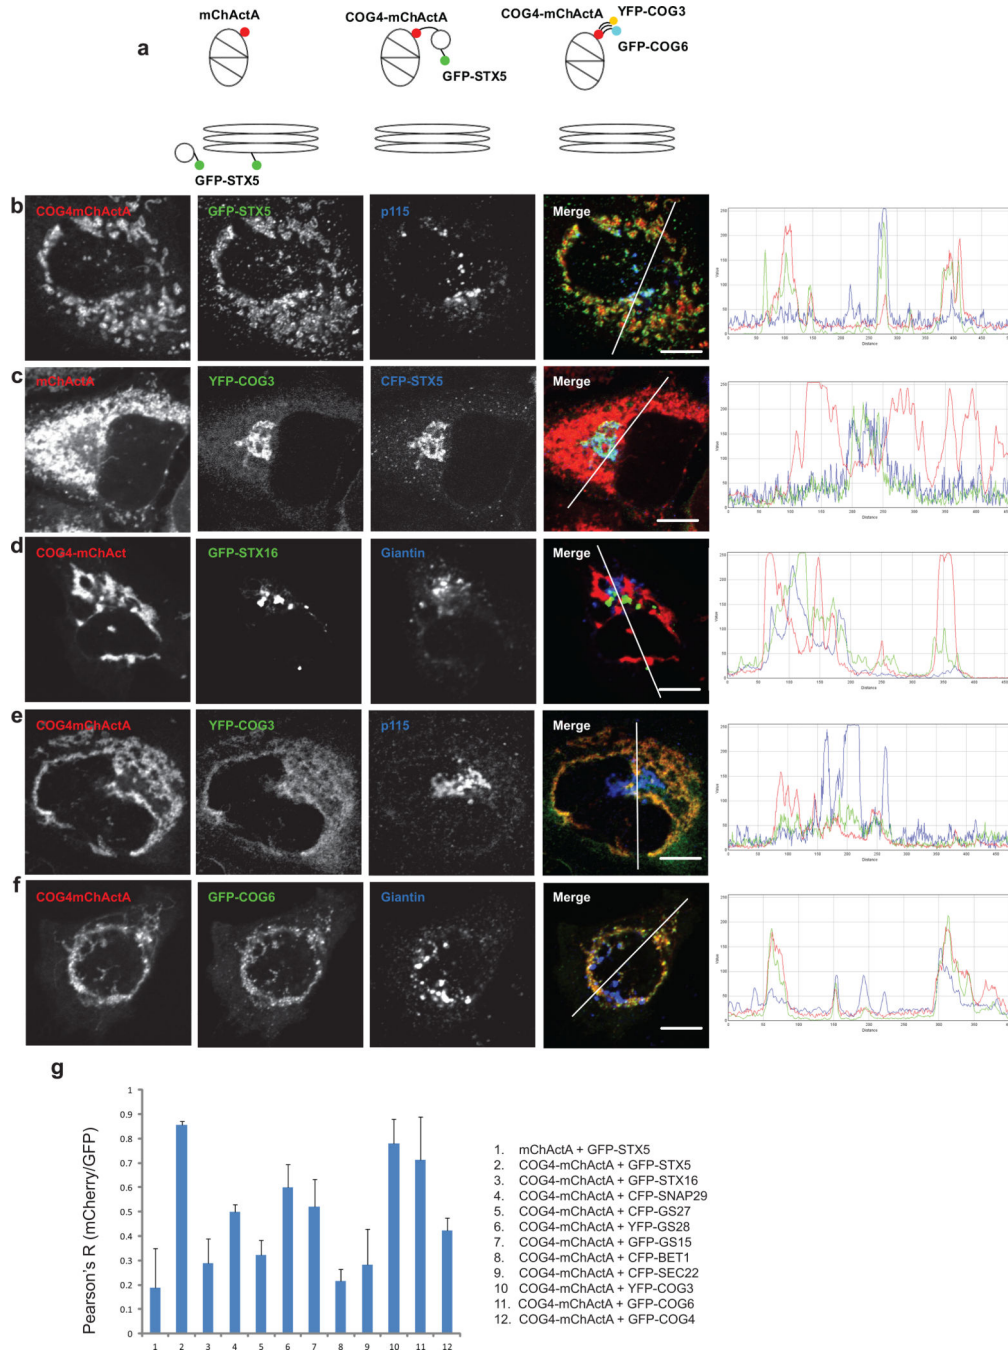 a
mChActA
COG4-mChActA
GFP-STX5
COG4-mChActA
YFP-COG3
GFP-COG6
GFP-STX5
b
COG4mChActA
GFP-STX5
p115
Merge
c
mChActA
YFP-COG3
CFP-STX5
Merge
d
COG4-mChAct
GFP-STX16
Giantin
Merge
e
COG4mChActA
YFP-COG3
p115
Merge
f
COG4mChActA
GFP-COG6
Giantin
Merge
Distance
Distance
Distance
Distance
Distance
g
Pearson's R (mCherry/GFP)
1
0.9
0.8
0.7
0.6
0.5
0.4
0.3
0.2
0.1
0
1 2 3 4 5 6 7 8 9 10 11 12
1. mChActA + GFP-STX5
2. COG4-mChActA + GFP-STX5
3. COG4-mChActA + GFP-STX16
4. COG4-mChActA + CFP-SNAP29
5. COG4-mChActA + CFP-GS27
6. COG4-mChActA + YFP-GS28
7. COG4-mChActA + GFP-GS15
8. COG4-mChActA + CFP-BET1
9. COG4-mChActA + CFP-SEC22
10 COG4-mChActA + YFP-COG3
11. COG4-mChActA + GFP-COG6
12. COG4-mChActA + GFP-COG4